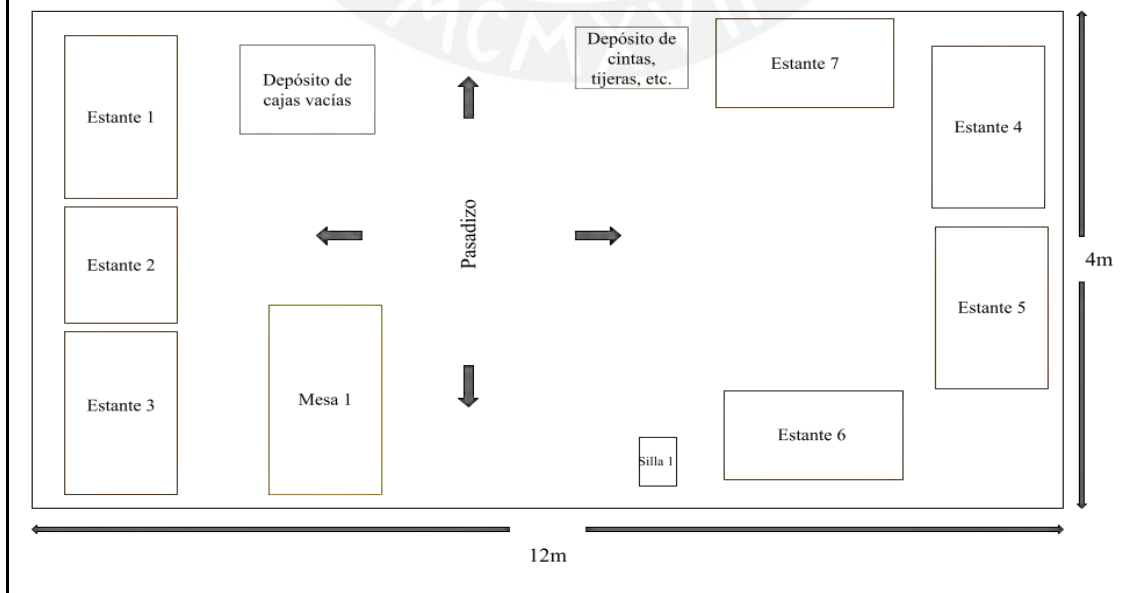 MCMXVII
Depósito de
cintas,
tijeras, etc.
Estante 7
Depósito de
cajas vacías
Estante 1
Estante 4
Pasadizo
Estante 2
4m
Estante 5
Mesa 1
Estante 3
Estante 6
Silla 1
12m